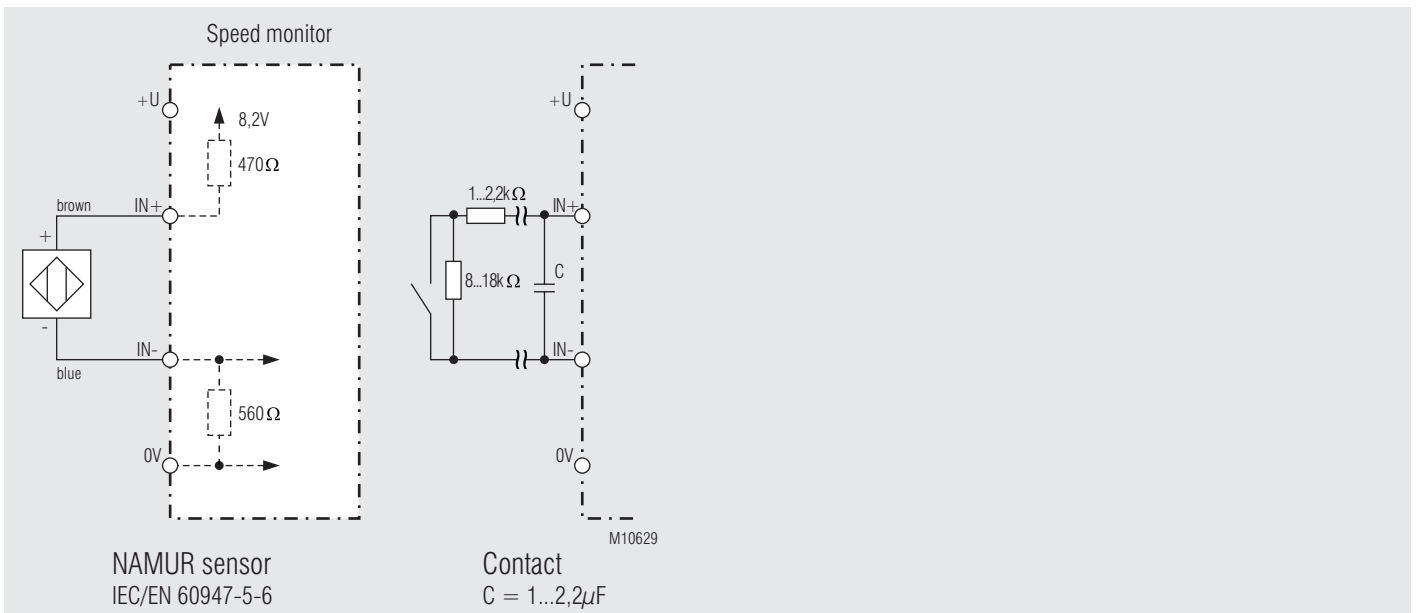 Speed monitor
+U
8,2V
470Ω
brown
IN+
+
-
IN-
blue
560Ω
0V
NAMUR sensor
IEC/EN 60947-5-6
+U
1...2,2kΩ
IN+
8...18kΩ
C
IN-
0V
M10629
Contact
C = 1...2,2µF